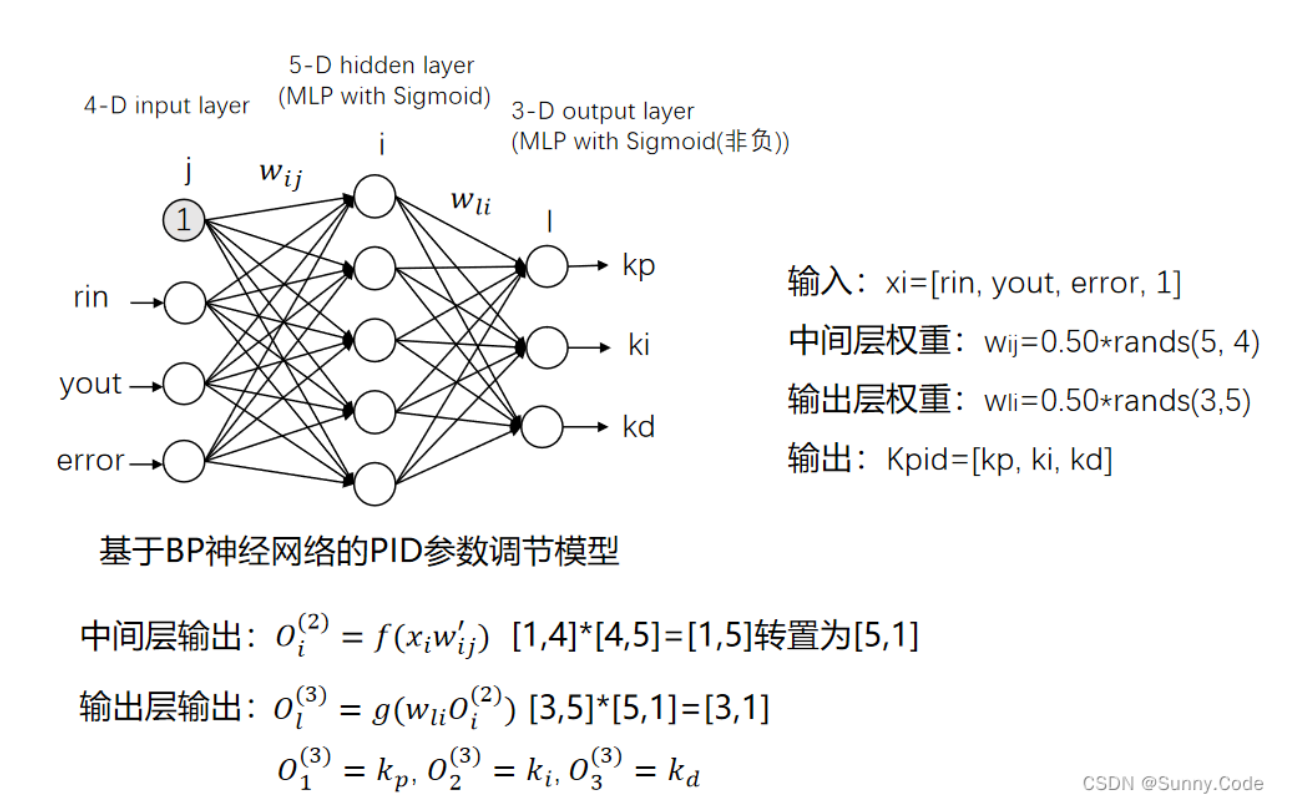 5-D hidden layer
(MLP with Sigmoid)
4-D input layer
3-D output layer
(MLP with Sigmoid(非负))
j
w_{ij}
i
w_{li}
l
1
rin
yout
error
kp
ki
kd
输入：xi=[rin, yout, error, 1]
中间层权重：wij=0.50*rands(5, 4)
输出层权重：wli=0.50*rands(3,5)
输出：Kpid=[kp, ki, kd]
基于BP神经网络的PID参数调节模型
中间层输出：O_i^{(2)} = f(x_i w'_{ij}) [1,4]*[4,5]=[1,5]转置为[5,1]
输出层输出：O_l^{(3)} = g(w_{li} O_i^{(2)}) [3,5]*[5,1]=[3,1]
O_1^{(3)} = k_p, O_2^{(3)} = k_i, O_3^{(3)} = k_d
CSDN @Sunny.Code